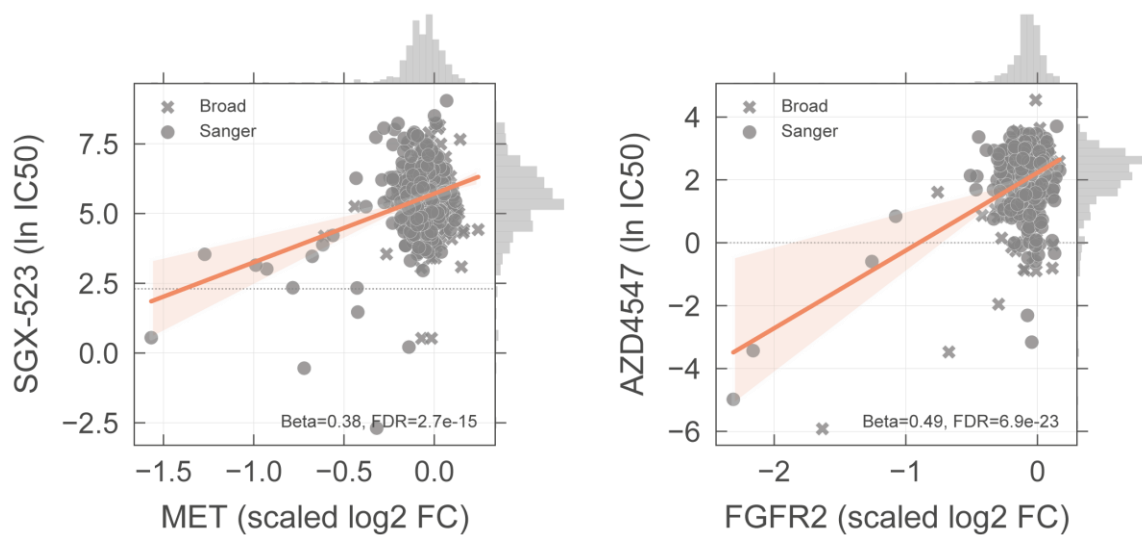 Broad
Sanger
7.5
5.0
2.5
0.0
−2.5
SGX-523 (ln IC50)
Beta=0.38, FDR=2.7e-15
−1.5
−1.0
−0.5
0.0
MET (scaled log2 FC)
Broad
Sanger
4
2
0
−2
−4
−6
AZD4547 (ln IC50)
Beta=0.49, FDR=6.9e-23
−2
−1
0
FGFR2 (scaled log2 FC)